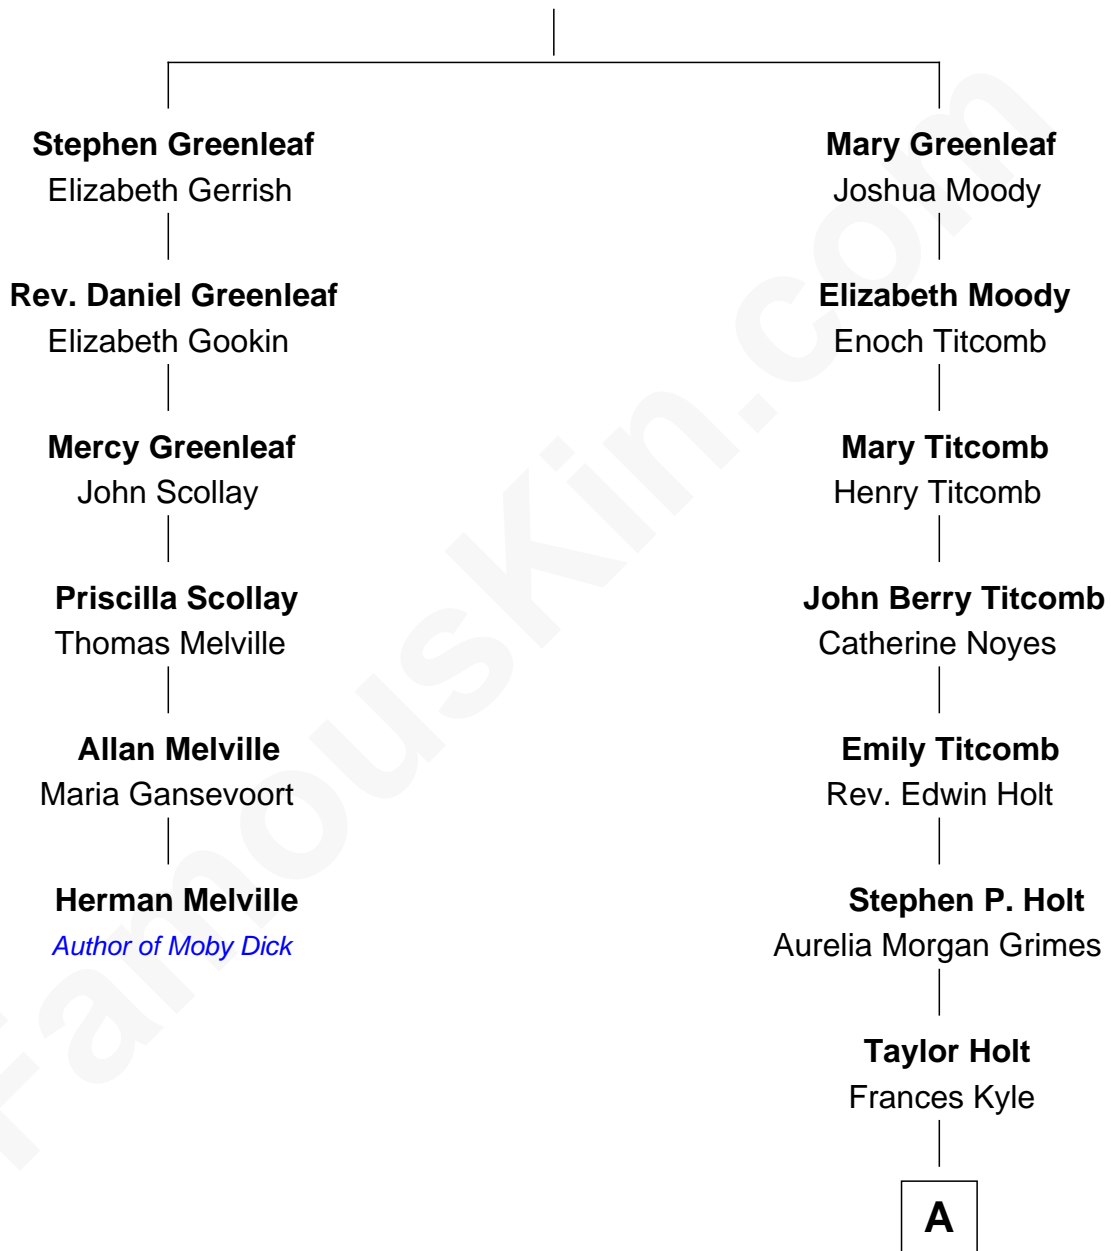 Stephen Greenleaf
Elizabeth Gerrish
Rev. Daniel Greenleaf
Elizabeth Gookin
Mercy Greenleaf
John Scollay
Priscilla Scollay
Thomas Melville
Allan Melville
Maria Gansevoort
Herman Melville
Author of Moby Dick
Mary Greenleaf
Joshua Moody
Elizabeth Moody
Enoch Titcomb
Mary Titcomb
Henry Titcomb
John Berry Titcomb
Catherine Noyes
Emily Titcomb
Rev. Edwin Holt
Stephen P. Holt
Aurelia Morgan Grimes
Taylor Holt
Frances Kyle
A
FamousKin.com